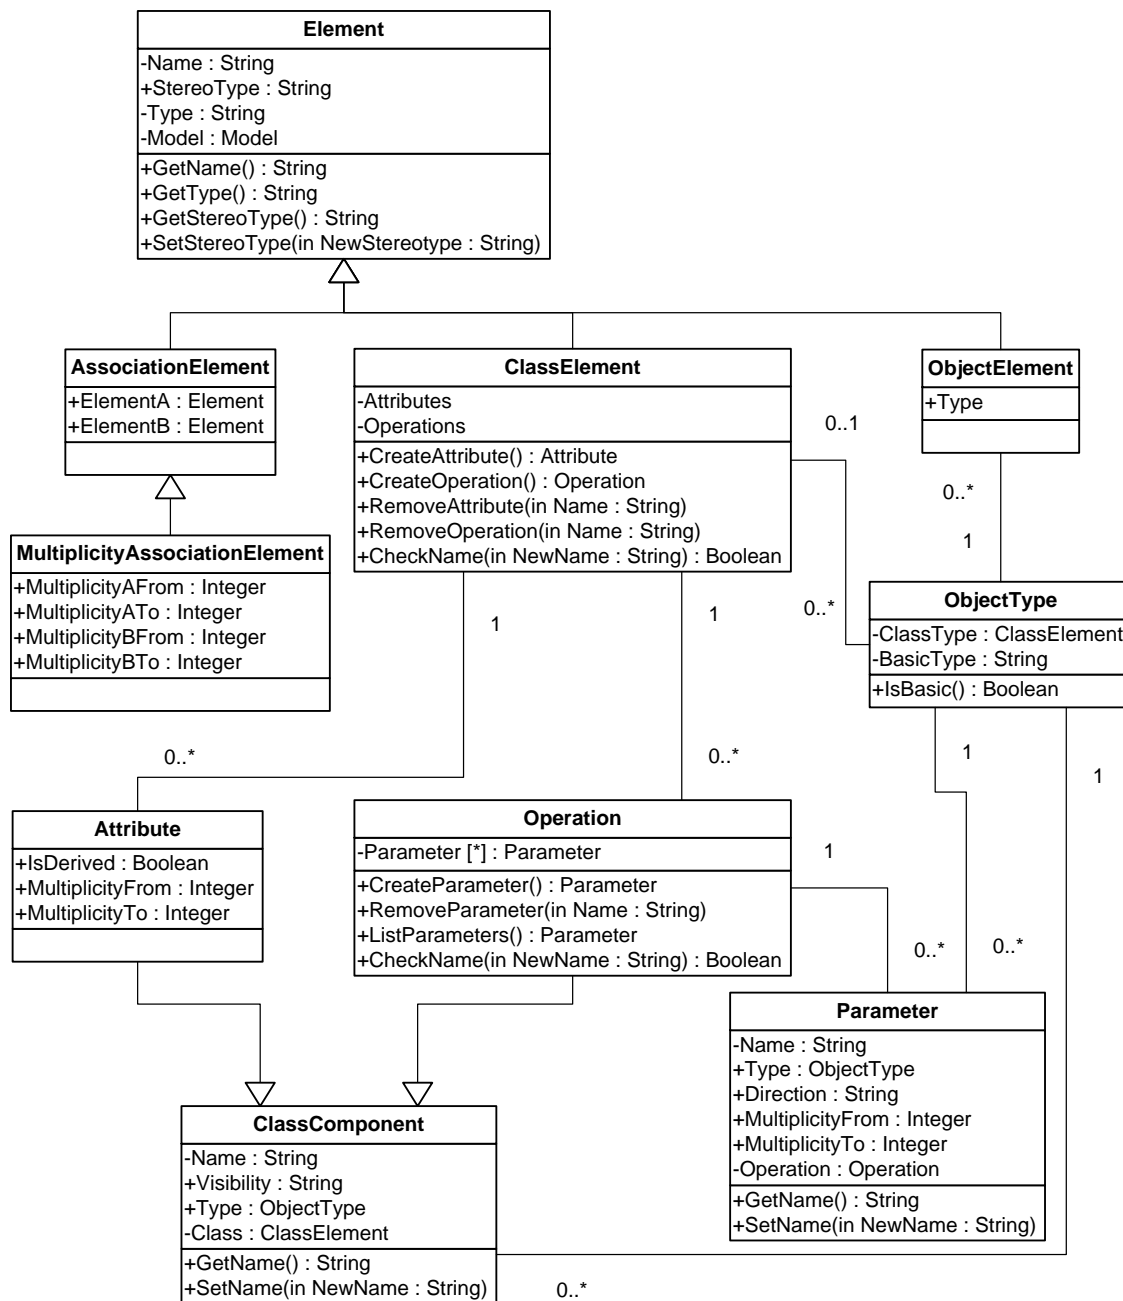 Element
-Name : String
+StereoType : String
-Type : String
-Model : Model
+GetName() : String
+GetType() : String
+GetStereoType() : String
+SetStereoType(in NewStereotype : String)
AssociationElement
+ElementA : Element
+ElementB : Element
ClassElement
-Attributes
-Operations
+CreateAttribute() : Attribute
+CreateOperation() : Operation
+RemoveAttribute(in Name : String)
+RemoveOperation(in Name : String)
+CheckName(in NewName : String) : Boolean
ObjectElement
+Type
0..1
0..*
1
MultiplicityAssociationElement
+MultiplicityAFrom : Integer
+MultiplicityATo : Integer
+MultiplicityBFrom : Integer
+MultiplicityBTo : Integer
1
1
0..*
ObjectType
-ClassType : ClassElement
-BasicType : String
+IsBasic() : Boolean
0..*
0..*
1
1
Attribute
+IsDerived : Boolean
+MultiplicityFrom : Integer
+MultiplicityTo : Integer
Operation
-Parameter [*] : Parameter
+CreateParameter() : Parameter
+RemoveParameter(in Name : String)
+ListParameters() : Parameter
+CheckName(in NewName : String) : Boolean
1
0..*
0..*
Parameter
-Name : String
+Type : ObjectType
+Direction : String
+MultiplicityFrom : Integer
+MultiplicityTo : Integer
-Operation : Operation
+GetName() : String
+SetName(in NewName : String)
ClassComponent
-Name : String
+Visibility : String
+Type : ObjectType
-Class : ClassElement
+GetName() : String
+SetName(in NewName : String)
0..*